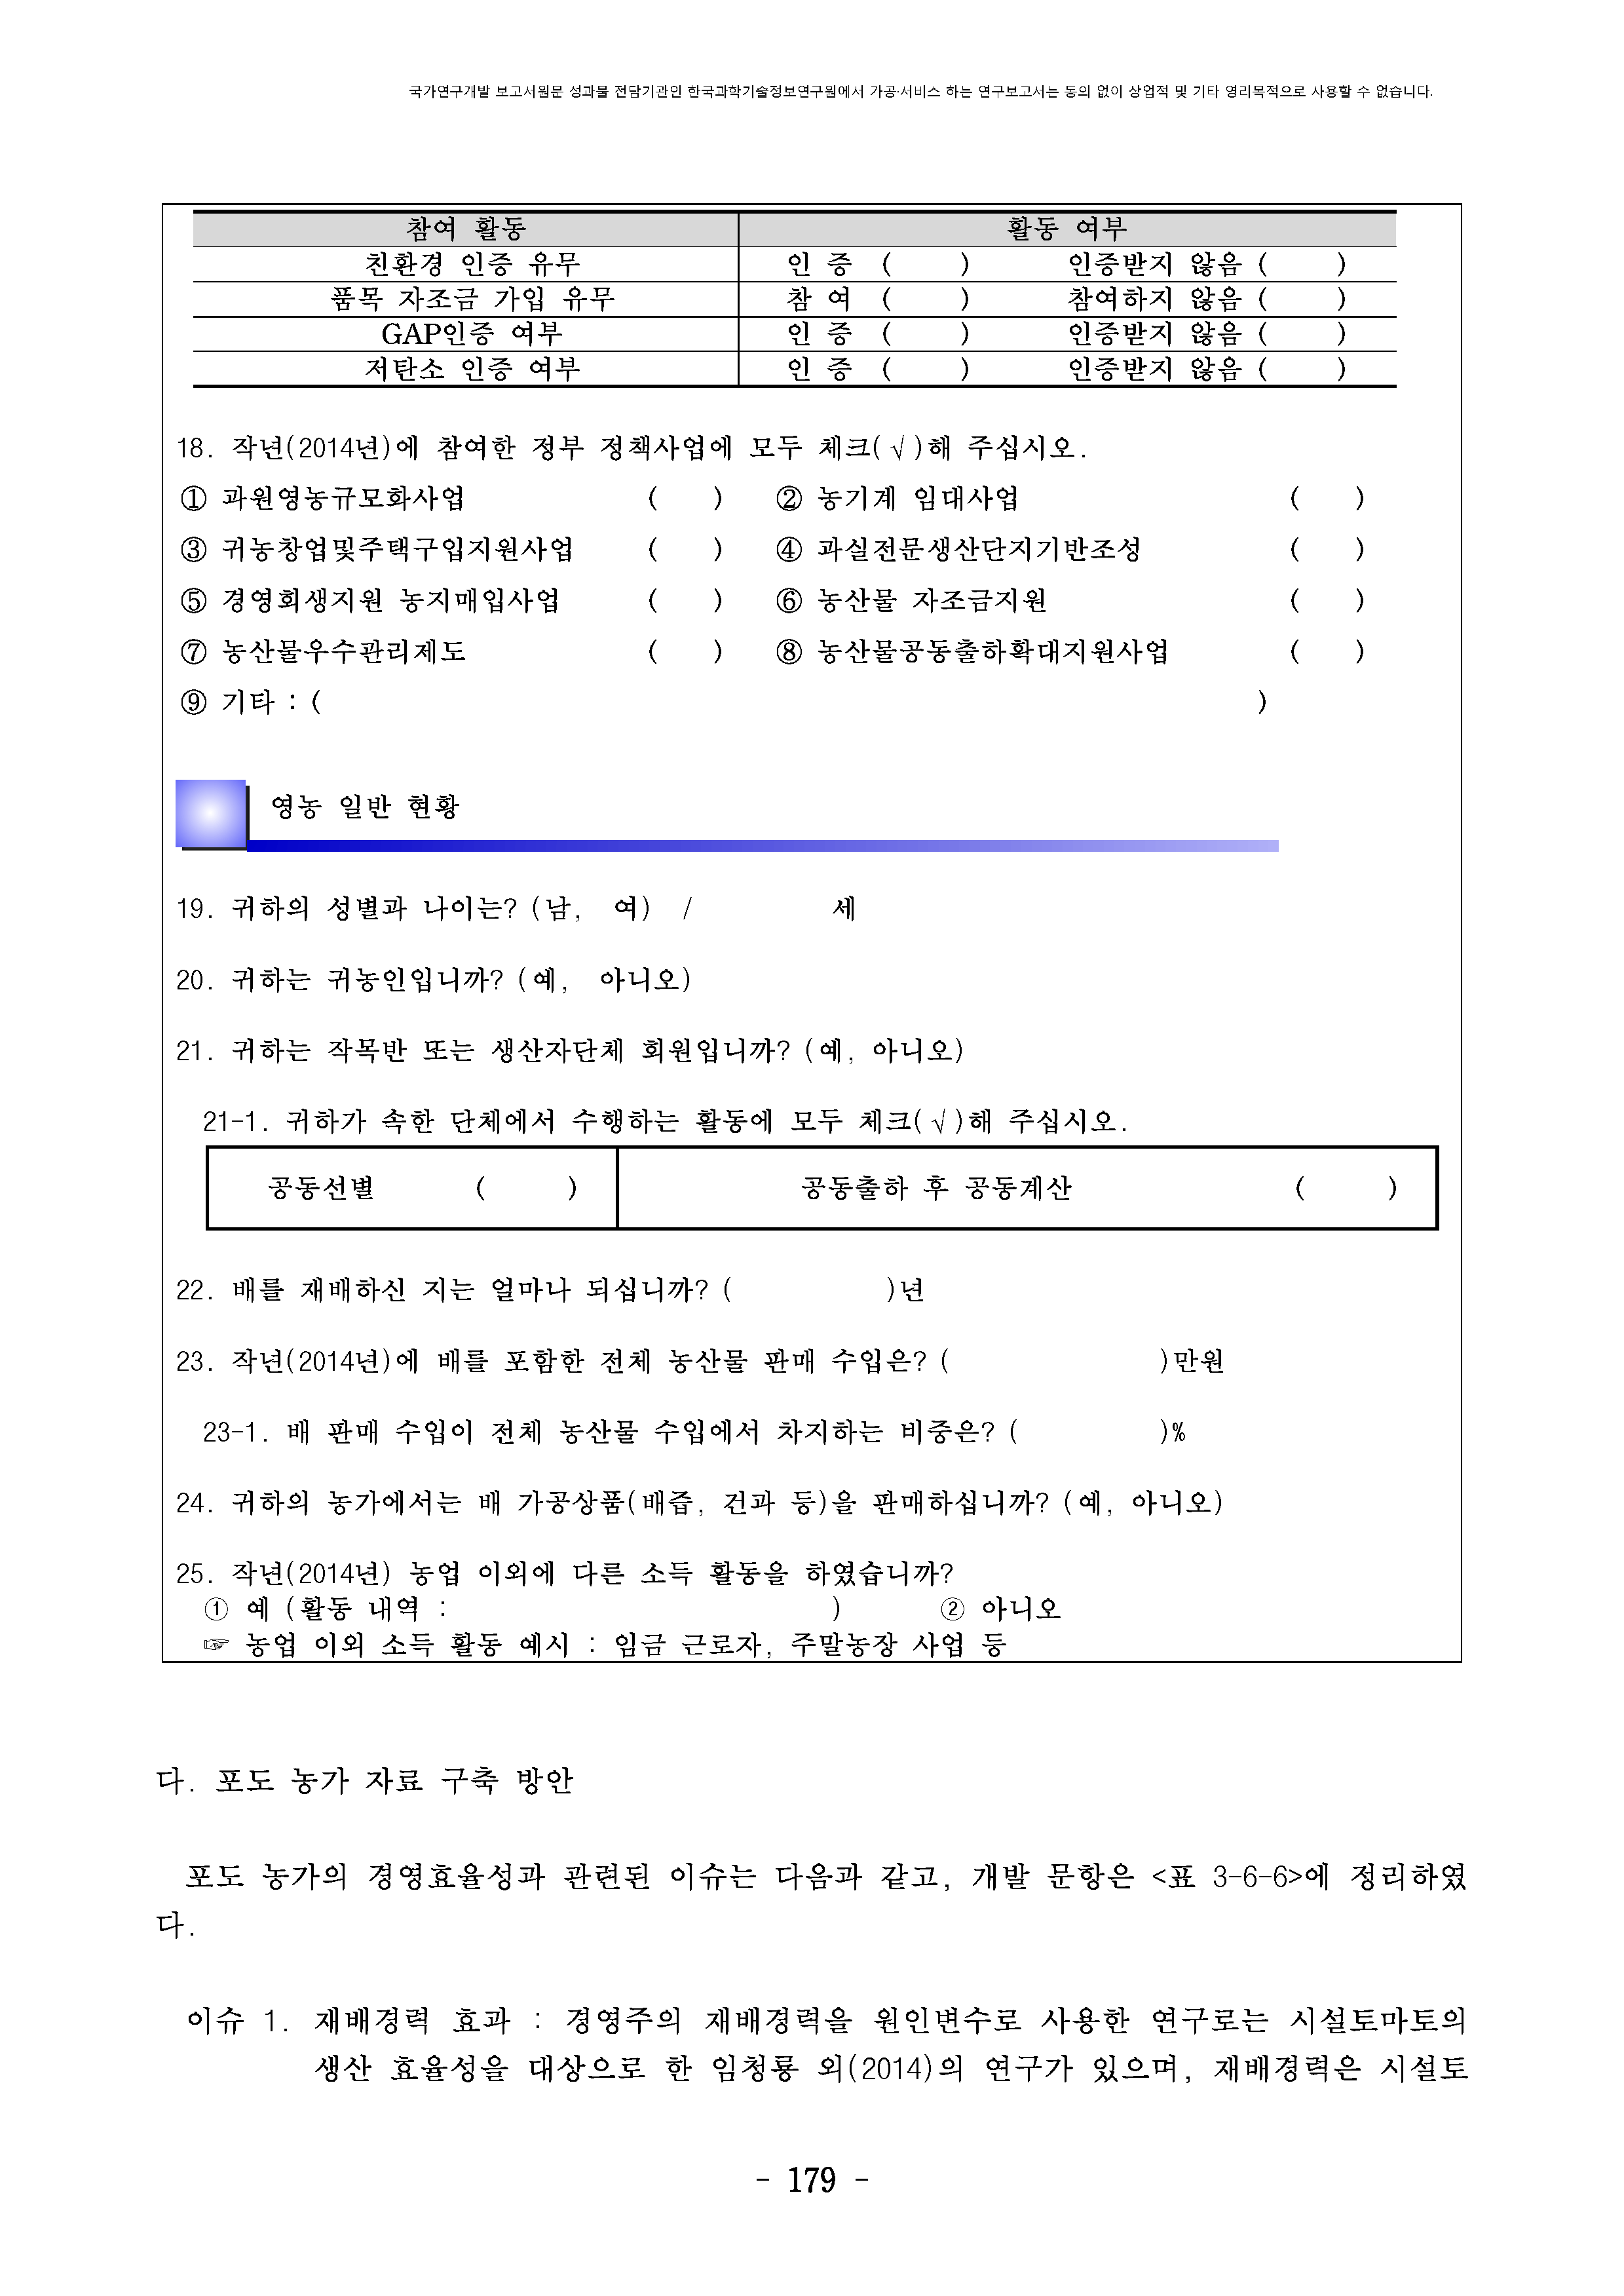 국가연구개발 보고서원문 성과물 전담기관인 한국과학기술정보연구원에서 가공·서비스 하는 연구보고서는 동의 없이 상업적 및 기타 영리목적으로 사용할 수 없습니다.
참여 활동 활동 여부
친환경 인증 유무 인 증 ( ) 인증받지 않음 ( )
품목 자조금 가입 유무 참 여 ( ) 참여하지 않음 ( )
GAP인증 여부 인 증 ( ) 인증받지 않음 ( )
저탄소 인증 여부 인 증 ( ) 인증받지 않음 ( )
18. 작년(2014년)에 참여한 정부 정책사업에 모두 체크(√)해 주십시오.
① 과원영농규모화사업 ( ) ② 농기계 임대사업 ( )
③ 귀농창업및주택구입지원사업 ( ) ④ 과실전문생산단지기반조성 ( )
⑤ 경영회생지원 농지매입사업 ( ) ⑥ 농산물 자조금지원 ( )
⑦ 농산물우수관리제도 ( ) ⑧ 농산물공동출하확대지원사업 ( )
⑨ 기타 : ( )
영농 일반 현황
19. 귀하의 성별과 나이는? (남, 여) / 세
20. 귀하는 귀농인입니까? (예, 아니오)
21. 귀하는 작목반 또는 생산자단체 회원입니까? (예, 아니오)
21-1. 귀하가 속한 단체에서 수행하는 활동에 모두 체크(√)해 주십시오.
공동선별 ( ) 공동출하 후 공동계산 ( )
22. 배를 재배하신 지는 얼마나 되십니까? ( )년
23. 작년(2014년)에 배를 포함한 전체 농산물 판매 수입은? ( )만원
23-1. 배 판매 수입이 전체 농산물 수입에서 차지하는 비중은? ( )%
24. 귀하의 농가에서는 배 가공상품(배즙, 건과 등)을 판매하십니까? (예, 아니오)
25. 작년(2014년) 농업 이외에 다른 소득 활동을 하였습니까?
① 예 (활동 내역 : ) ② 아니오
☞ 농업 이외 소득 활동 예시 : 임금 근로자, 주말농장 사업 등
다. 포도 농가 자료 구축 방안
포도 농가의 경영효율성과 관련된 이슈는 다음과 같고, 개발 문항은 <표 3-6-6>에 정리하였
다.
이슈 1. 재배경력 효과 : 경영주의 재배경력을 원인변수로 사용한 연구로는 시설토마토의
생산 효율성을 대상으로 한 임청룡 외(2014)의 연구가 있으며, 재배경력은 시설토
- 179 -